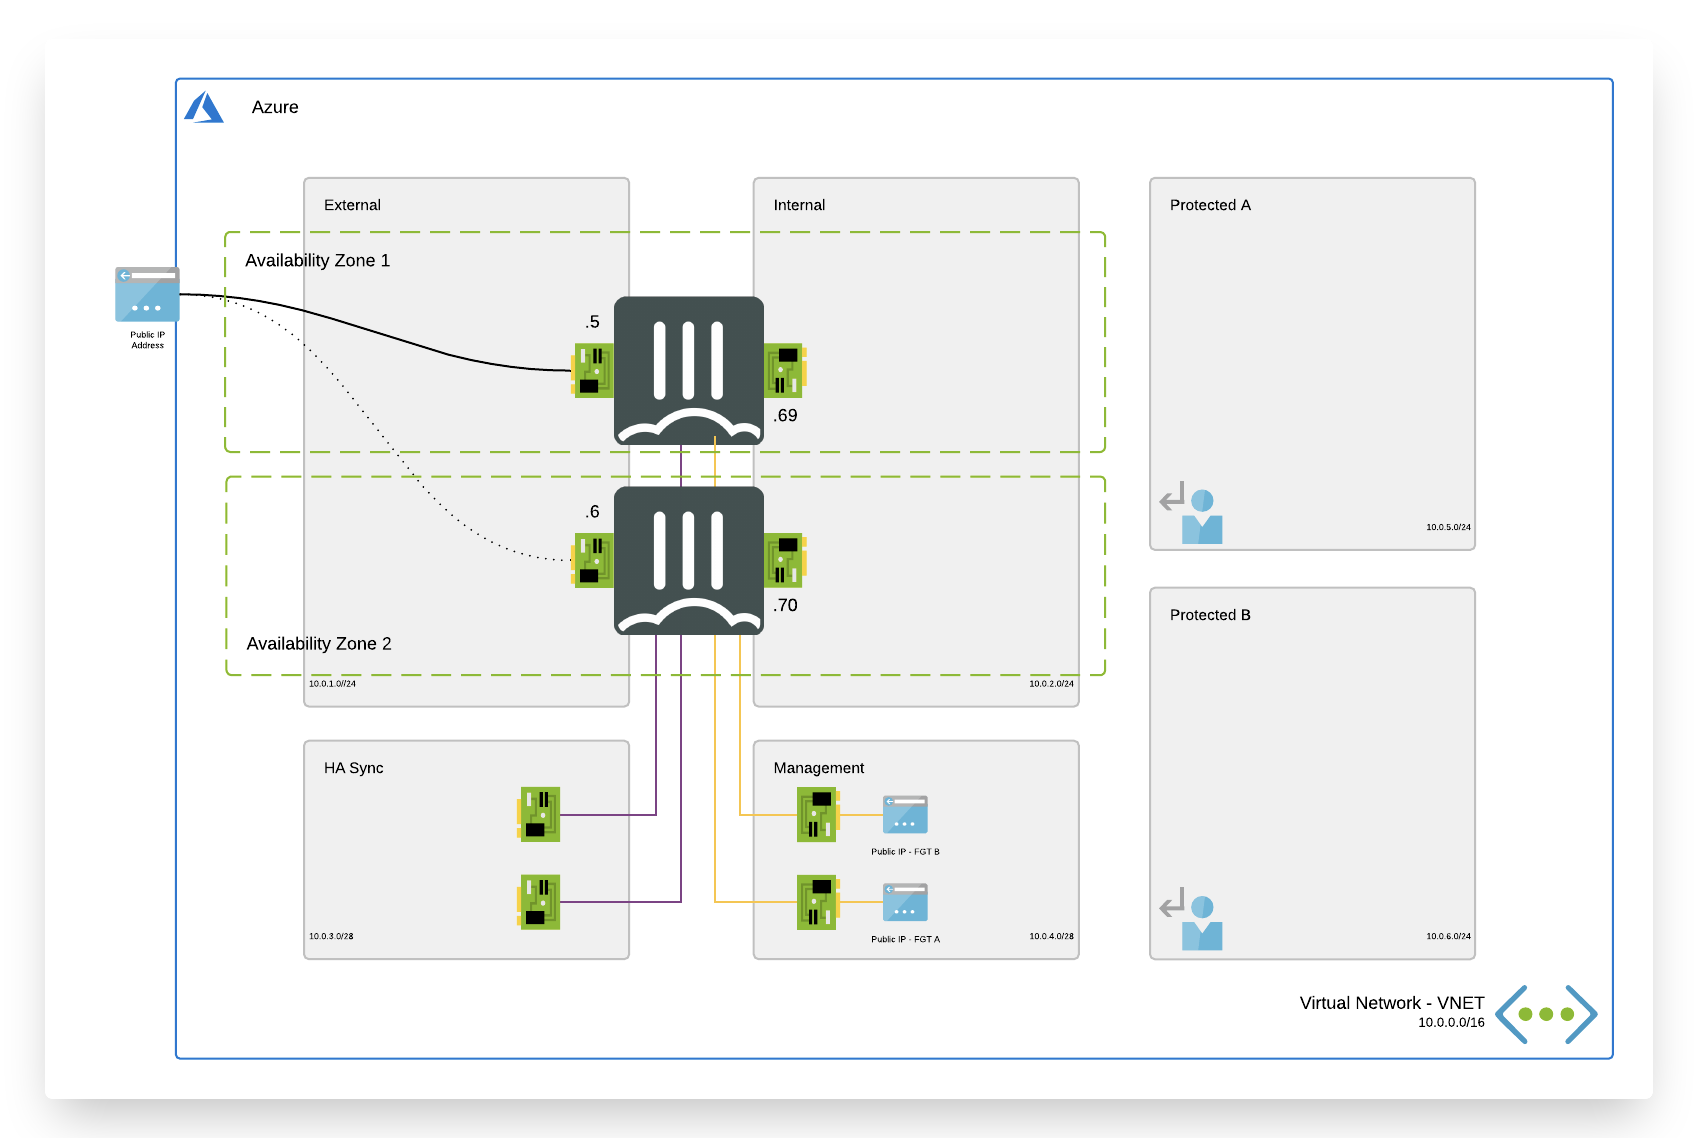 Azure
External
Internal
Protected A
Availability Zone 1
Public IP
Address
.5
.69
.6
10.0.5.0/24
.70
Protected B
Availability Zone 2
10.0.1.0//24
10.0.2.0/24
HA Sync
Management
Public IP - FGT B
10.0.3.0/28
Public IP - FGT A
10.0.4.0/28
10.0.6.0/24
Virtual Network - VNET
10.0.0.0/16